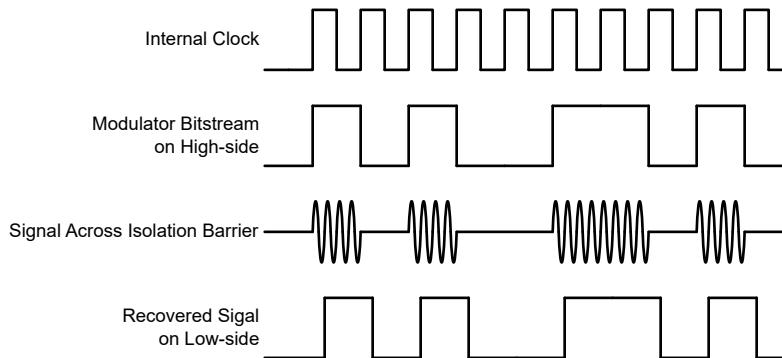 Internal Clock
Modulator Bitstream
on High-side
Signal Across Isolation Barrier
Recovered Sigal
on Low-side